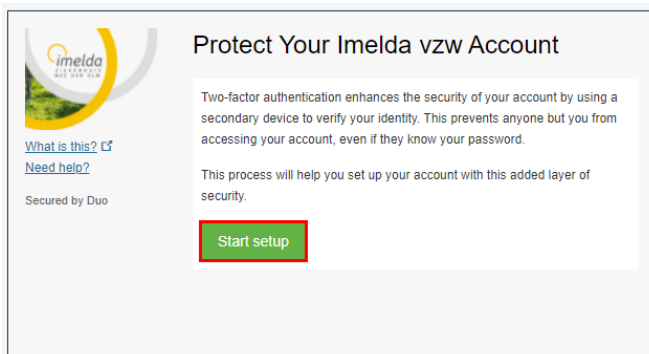 imelda
ZIEKENHUIS
WZC DEN OLM
Protect Your Imelda vzw Account
Two-factor authentication enhances the security of your account by using a
secondary device to verify your identity. This prevents anyone but you from
accessing your account, even if they know your password.
This process will help you set up your account with this added layer of
security.
Start setup
What is this?
Need help?
Secured by Duo